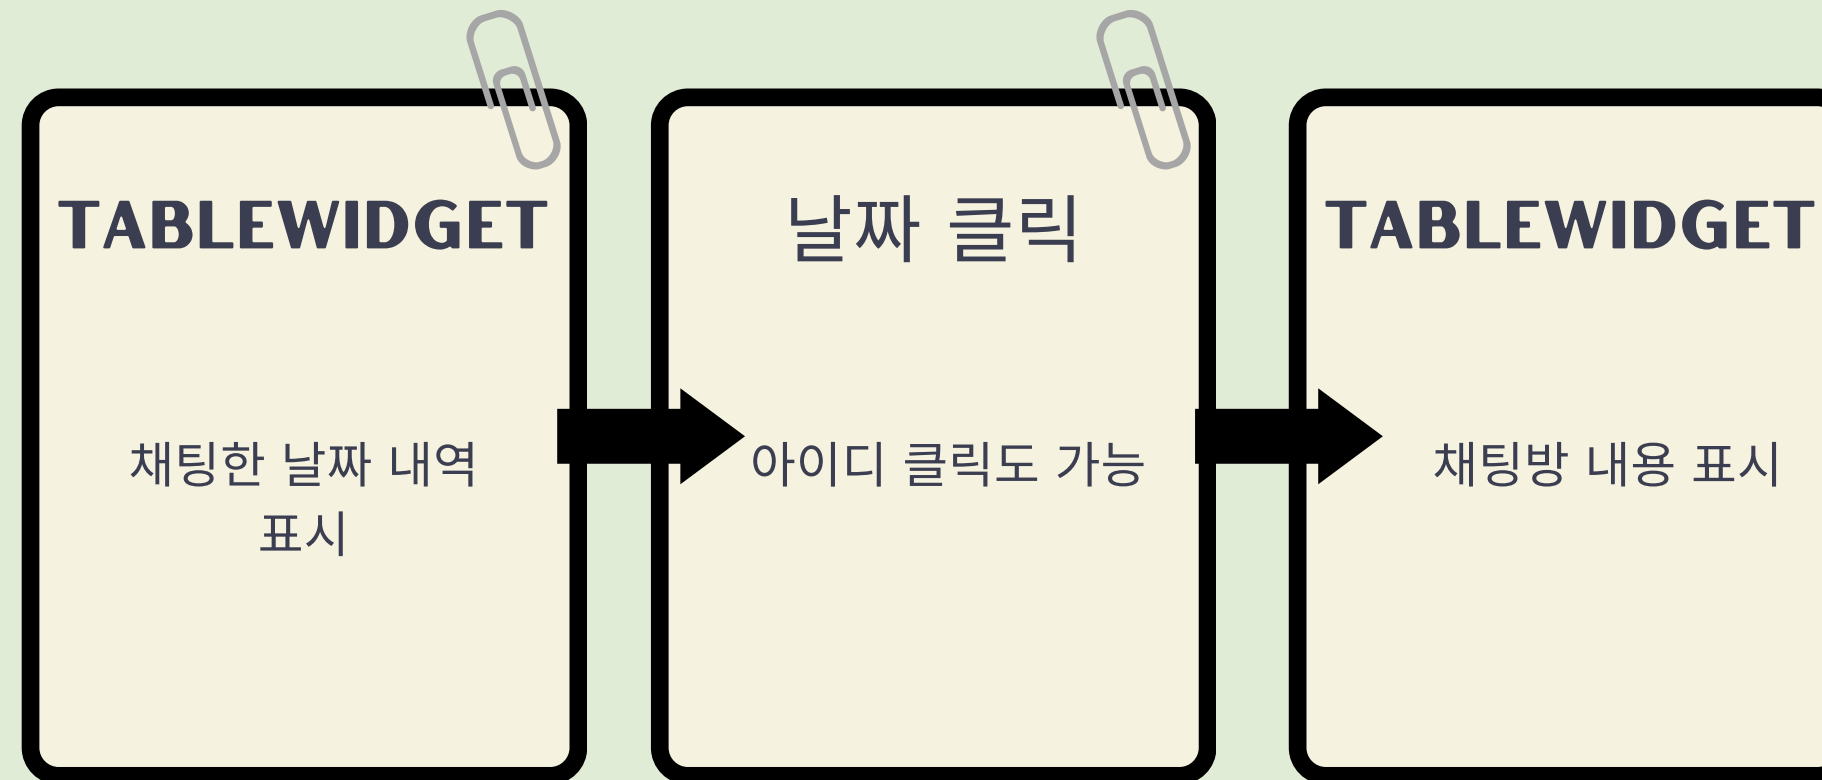 TABLEWIDGET
채팅한 날짜 내역
표시
날짜 클릭
아이디 클릭도 가능
TABLEWIDGET
채팅방 내용 표시